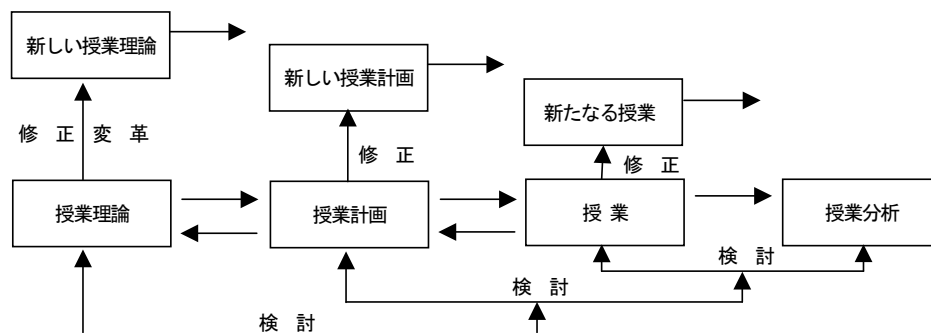 新しい授業理論
新しい授業計画
新たなる授業
修 正 変 革
修 正
修 正
授業理論
授業計画
授 業
授業分析
検 討
検 討
検 討